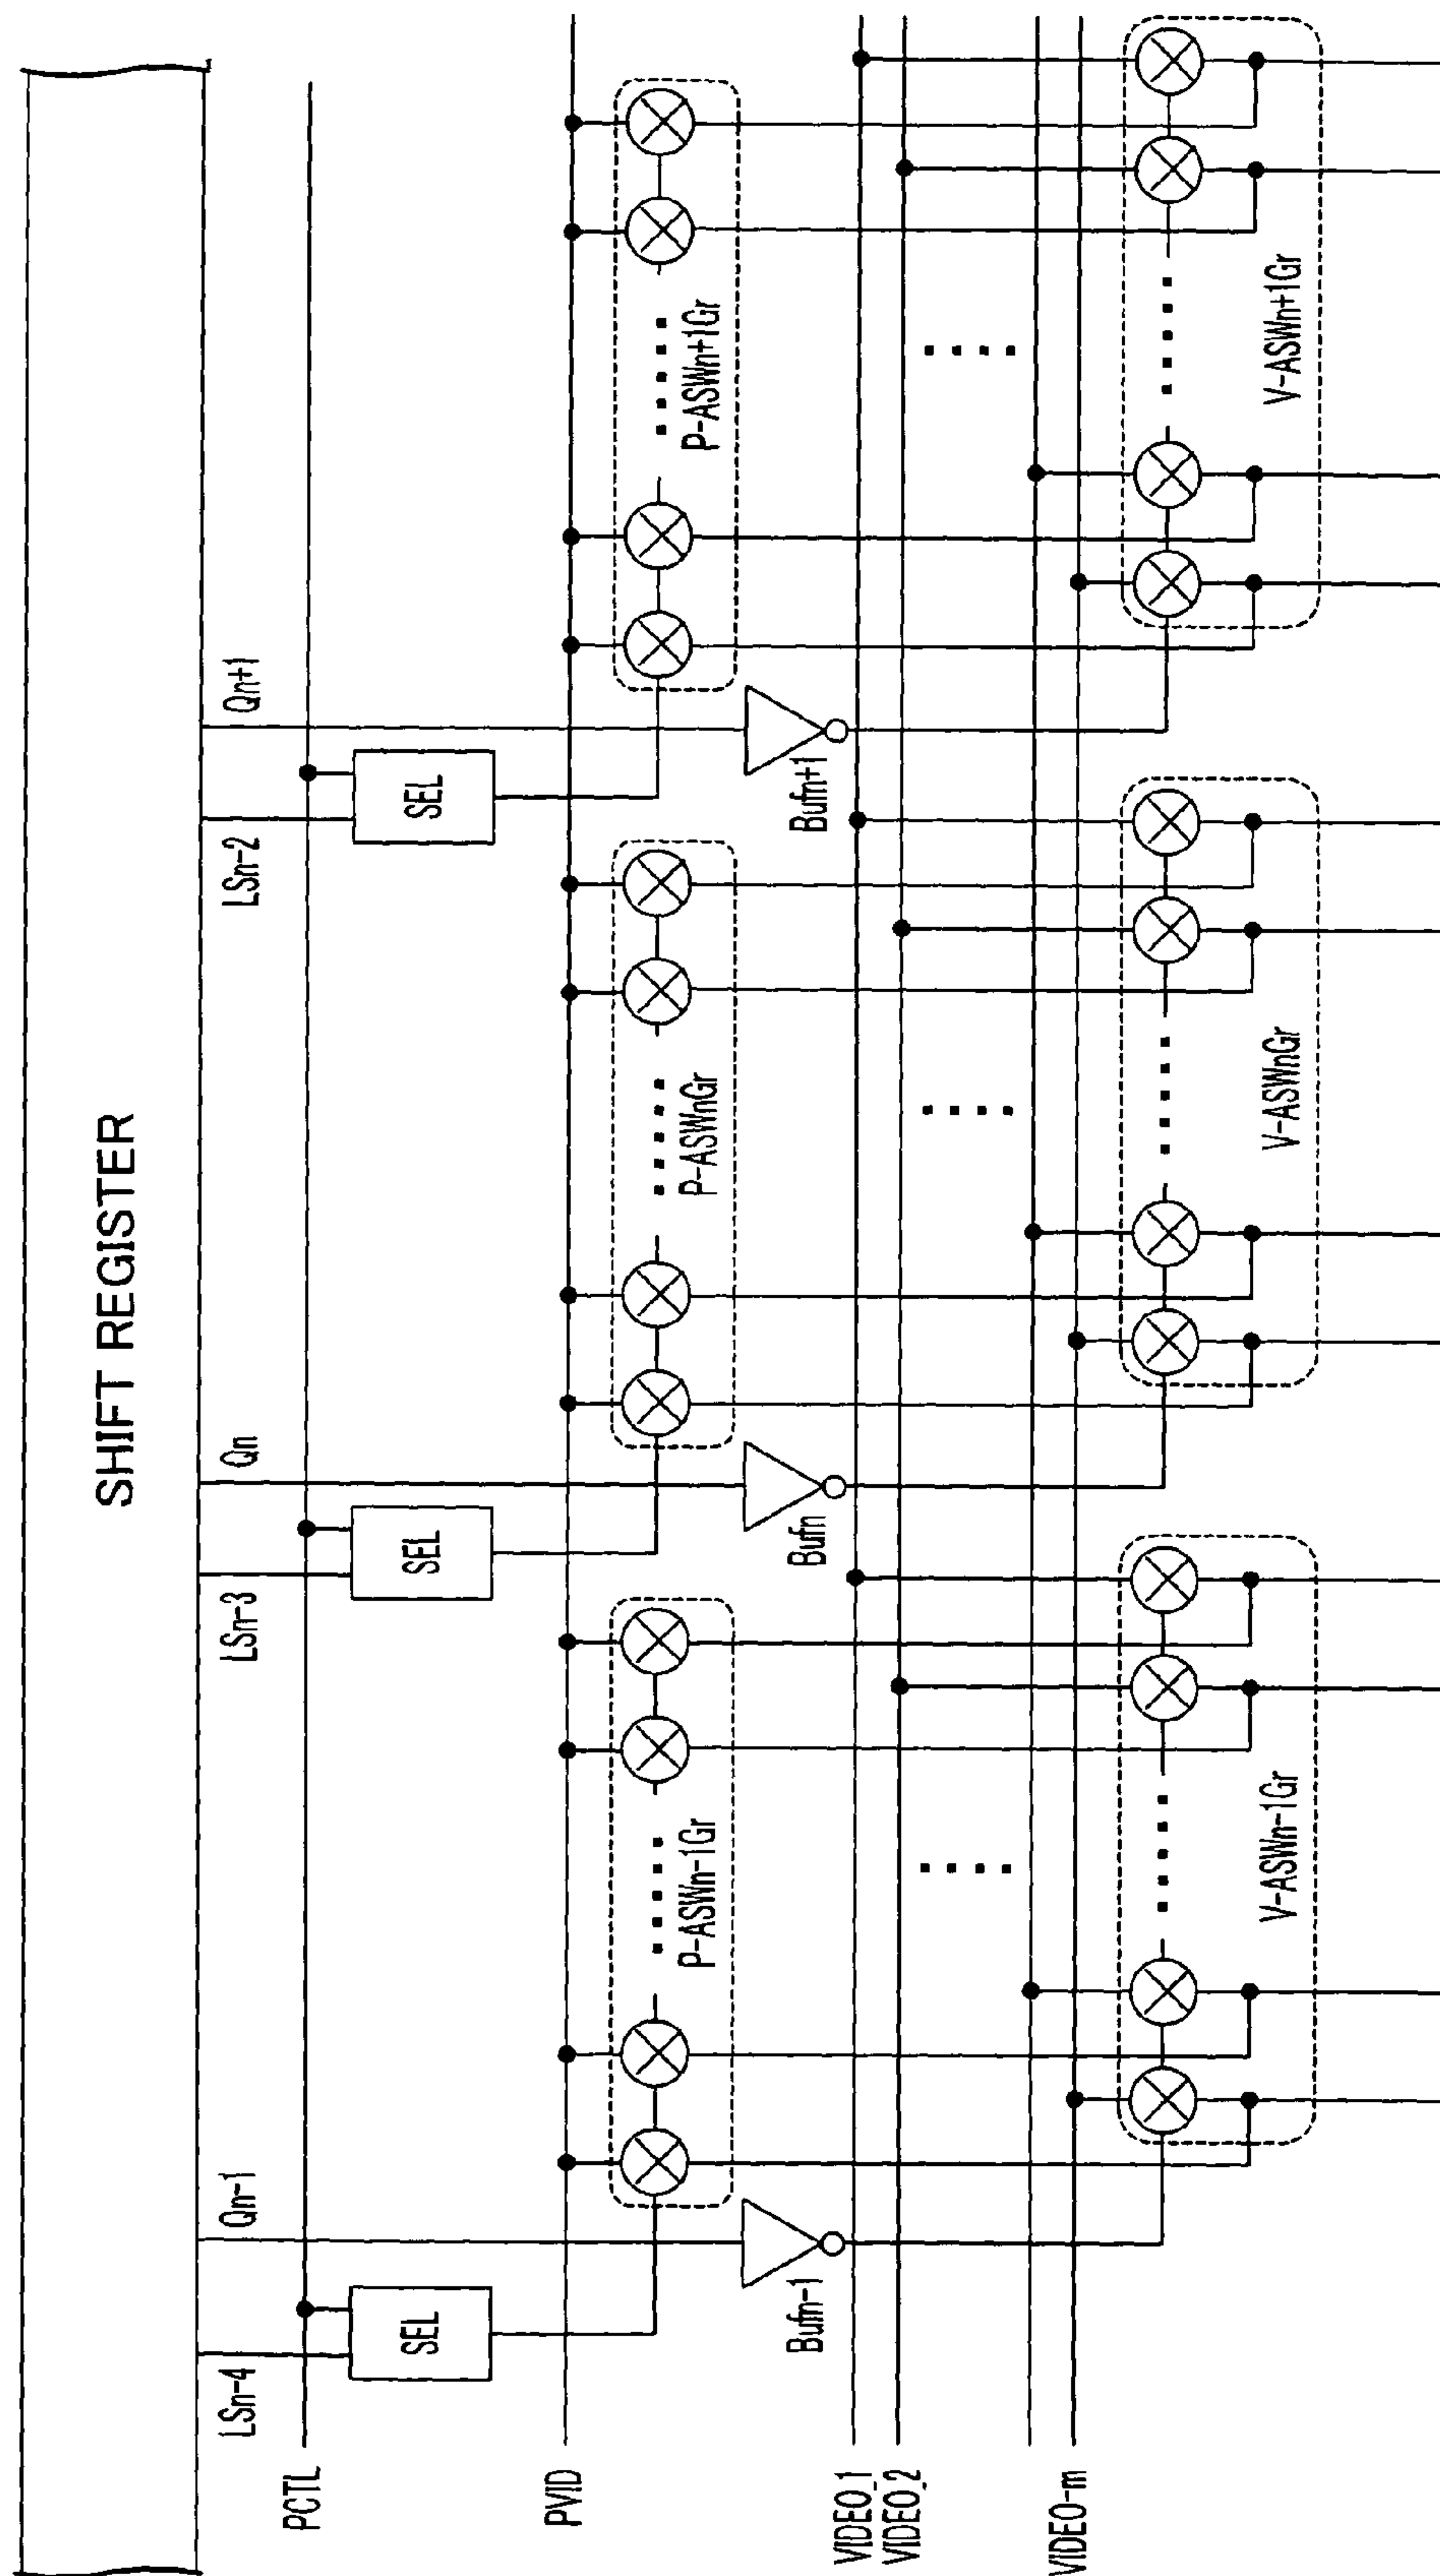 SHIFT REGISTER
LSn-4
Qn-1
LSn-3
Qn
LSn-2
Qn+1
PCTL
SEL
SEL
SEL
PVID
P-ASWn-1Gr
P-ASWnGr
P-ASWn+1Gr
Bufn-1
Bufn
Bufn+1
VIDEO_1
VIDEO_2
VIDEO-m
V-ASWn-1Gr
V-ASWnGr
V-ASWn+1Gr